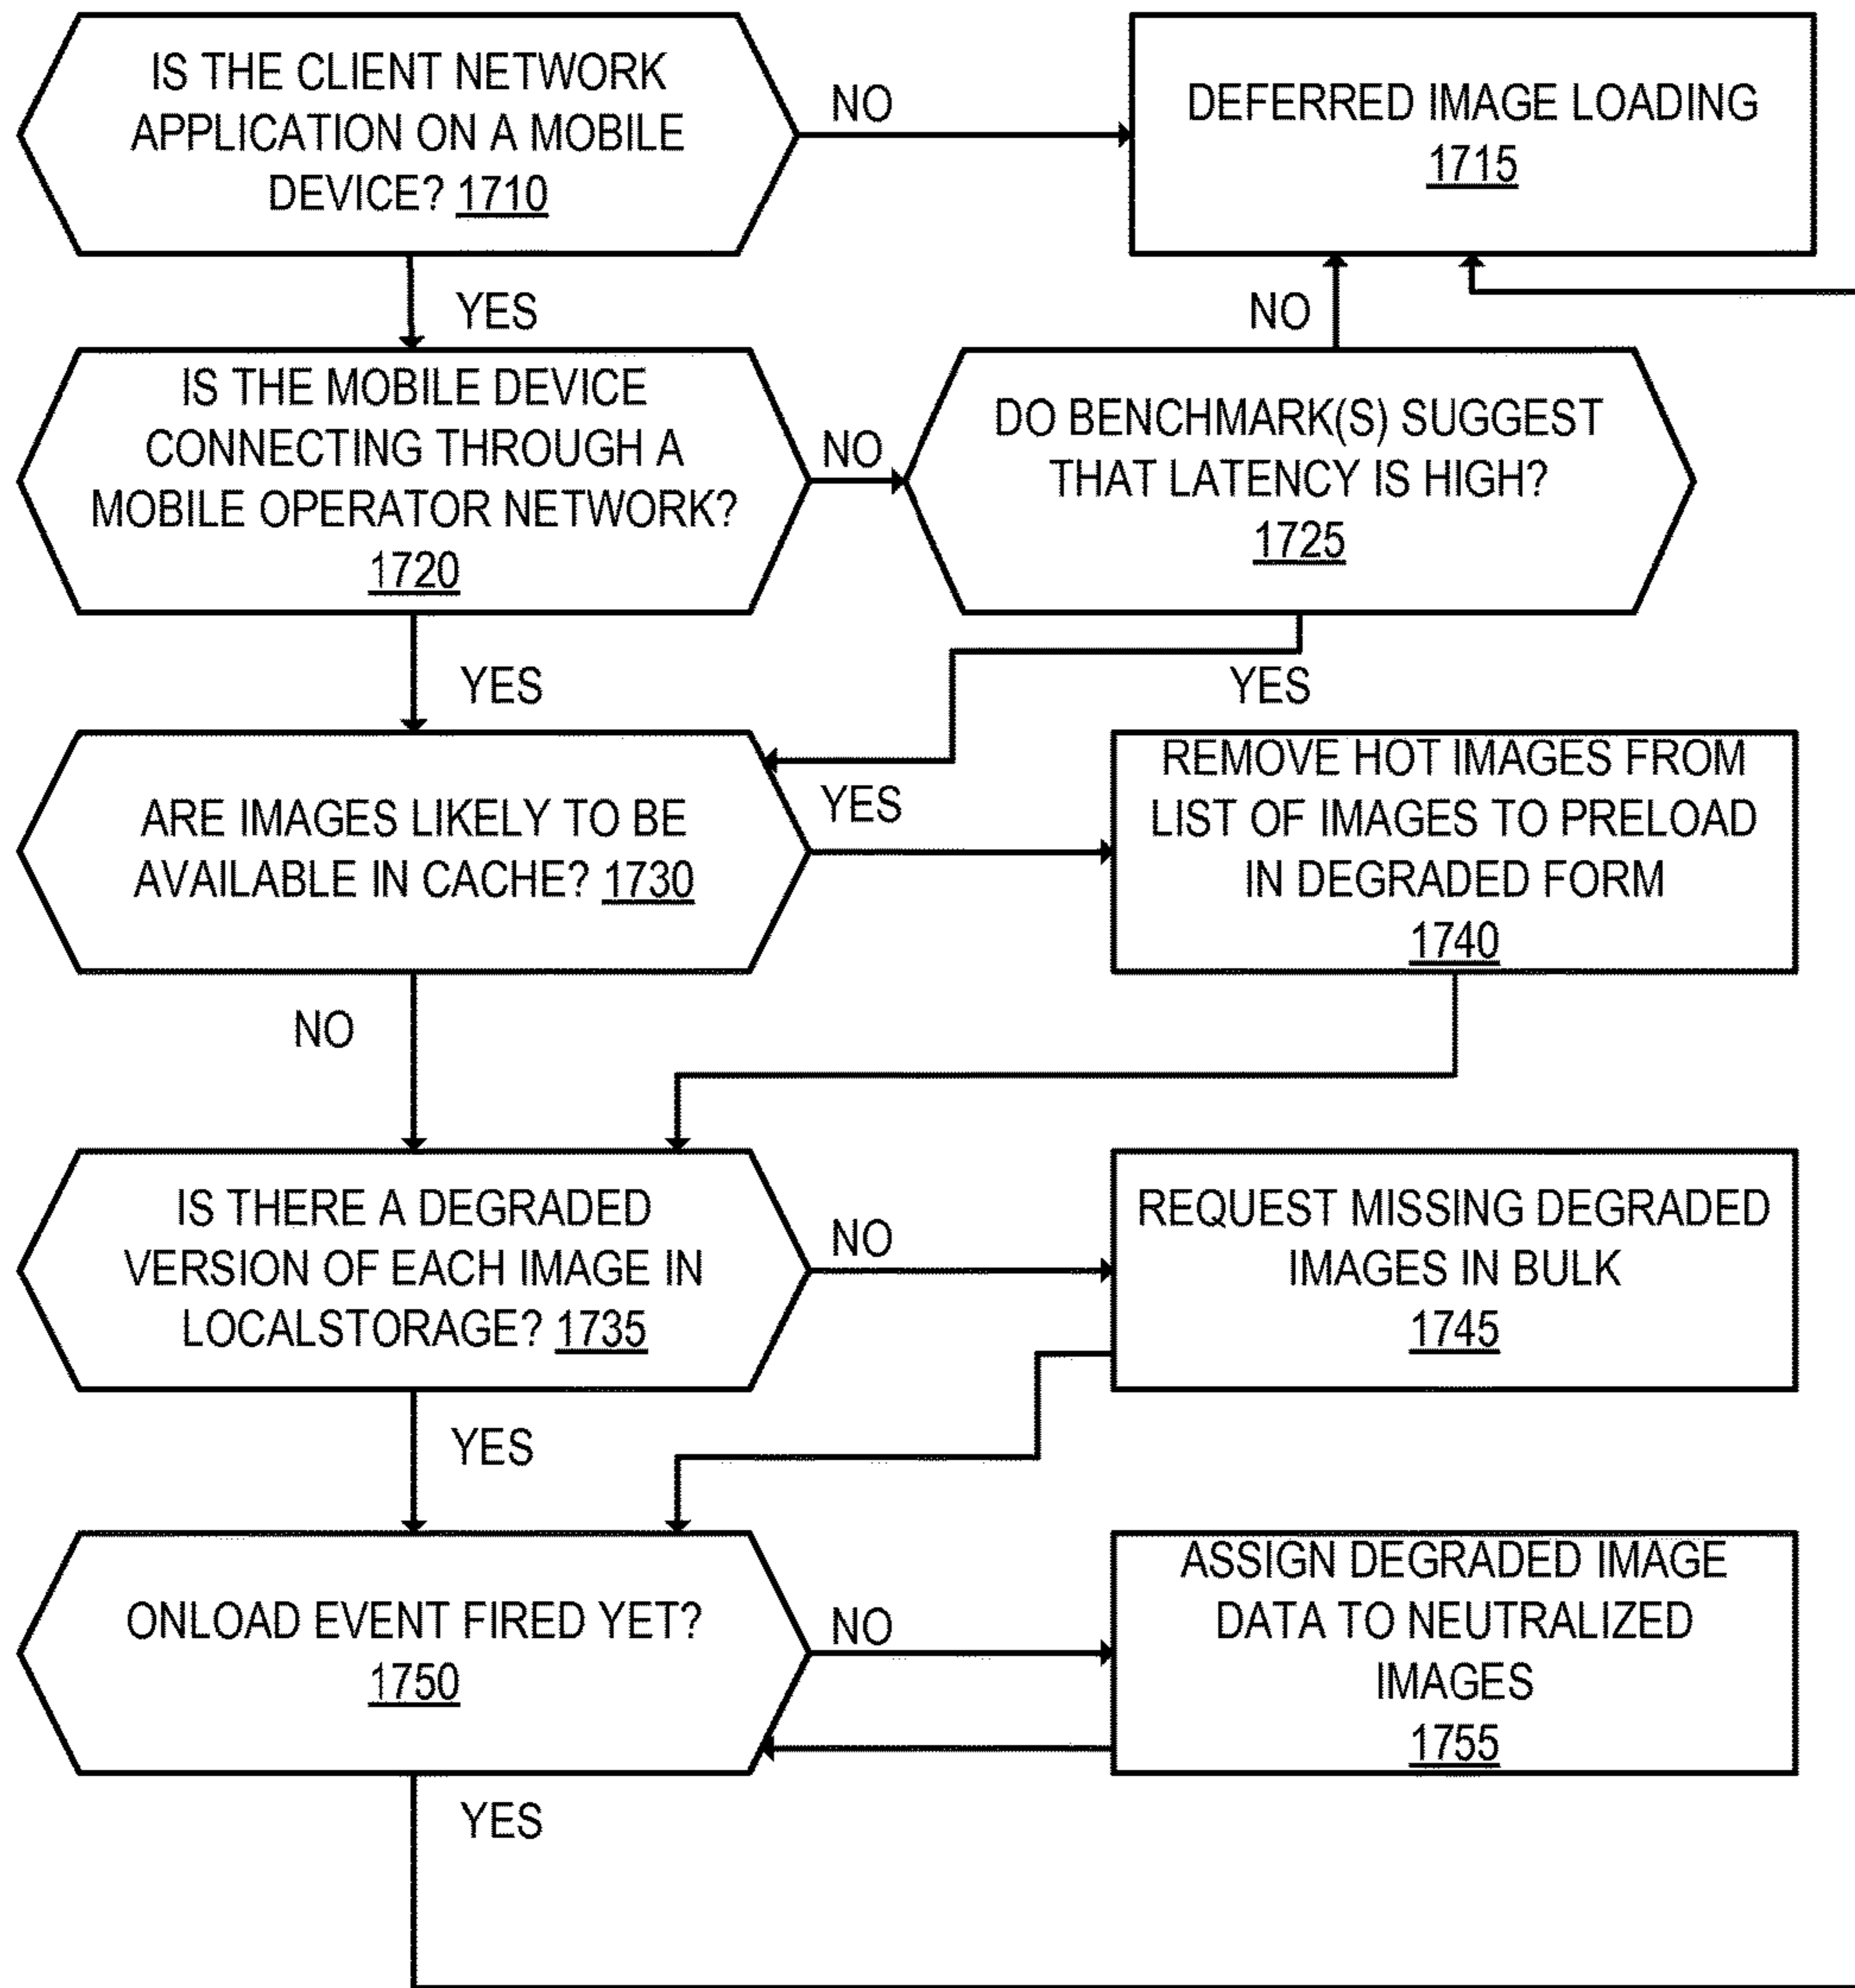 IS THE CLIENT NETWORK
APPLICATION ON A MOBILE
DEVICE? 1710
NO
DEFERRED IMAGE LOADING
1715
YES
NO
IS THE MOBILE DEVICE
CONNECTING THROUGH A
MOBILE OPERATOR NETWORK?
1720
NO
DO BENCHMARK(S) SUGGEST
THAT LATENCY IS HIGH?
1725
YES
YES
ARE IMAGES LIKELY TO BE
AVAILABLE IN CACHE? 1730
YES
REMOVE HOT IMAGES FROM
LIST OF IMAGES TO PRELOAD
IN DEGRADED FORM
1740
NO
IS THERE A DEGRADED
VERSION OF EACH IMAGE IN
LOCALSTORAGE? 1735
NO
REQUEST MISSING DEGRADED
IMAGES IN BULK
1745
YES
ONLOAD EVENT FIRED YET?
1750
NO
ASSIGN DEGRADED IMAGE
DATA TO NEUTRALIZED
IMAGES
1755
YES